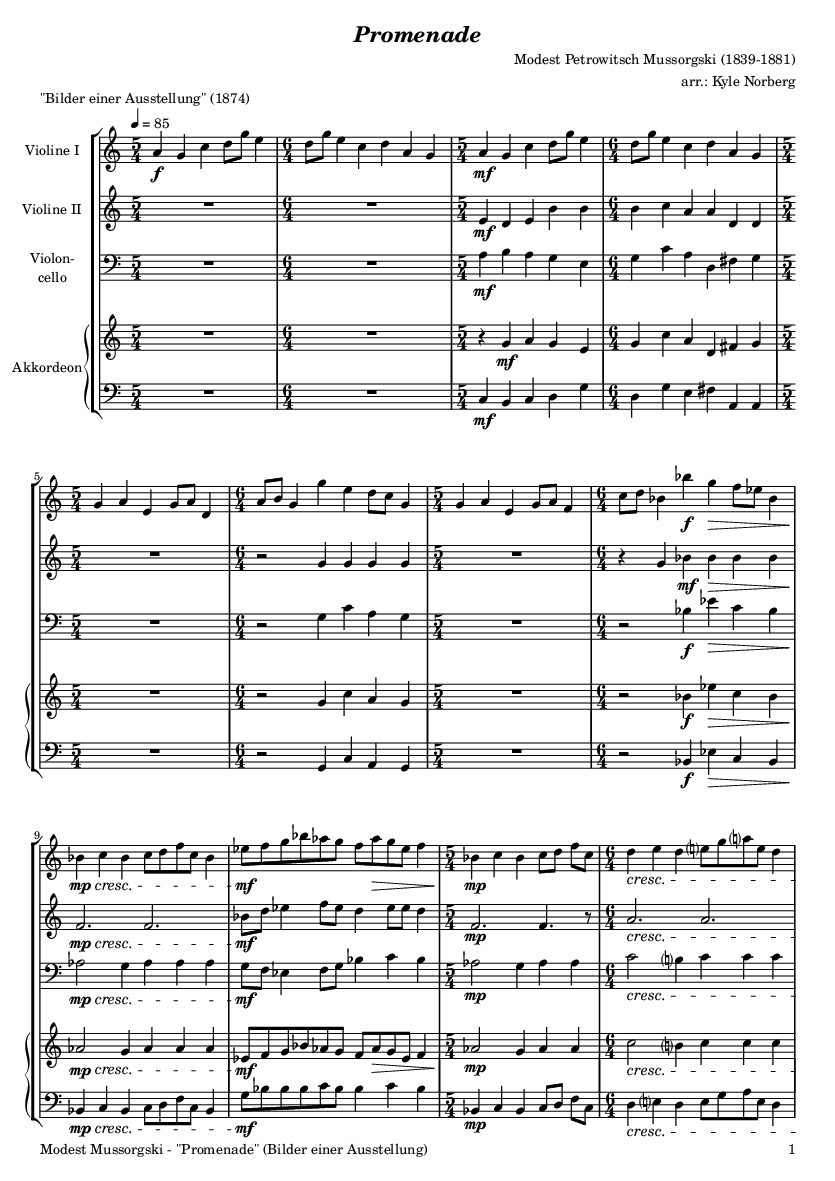 Promenade
Modest Petrowitsch Mussorgski (1839-1881)
arr.: Kyle Norberg
"Bilder einer Ausstellung" (1874)
♩ = 85
Violine I
f
mf
Violine II
mf
Violon-
cello
mf
Akkordeon
mf
mf
5
f
mf
f
f
f
9
mp cresc. mf mp cresc.
mp cresc. mf mp cresc.
mp cresc. mf mp cresc.
mp cresc. mf mp cresc.
mp cresc. mf mp cresc.
Modest Mussorgski - "Promenade" (Bilder einer Ausstellung) 1